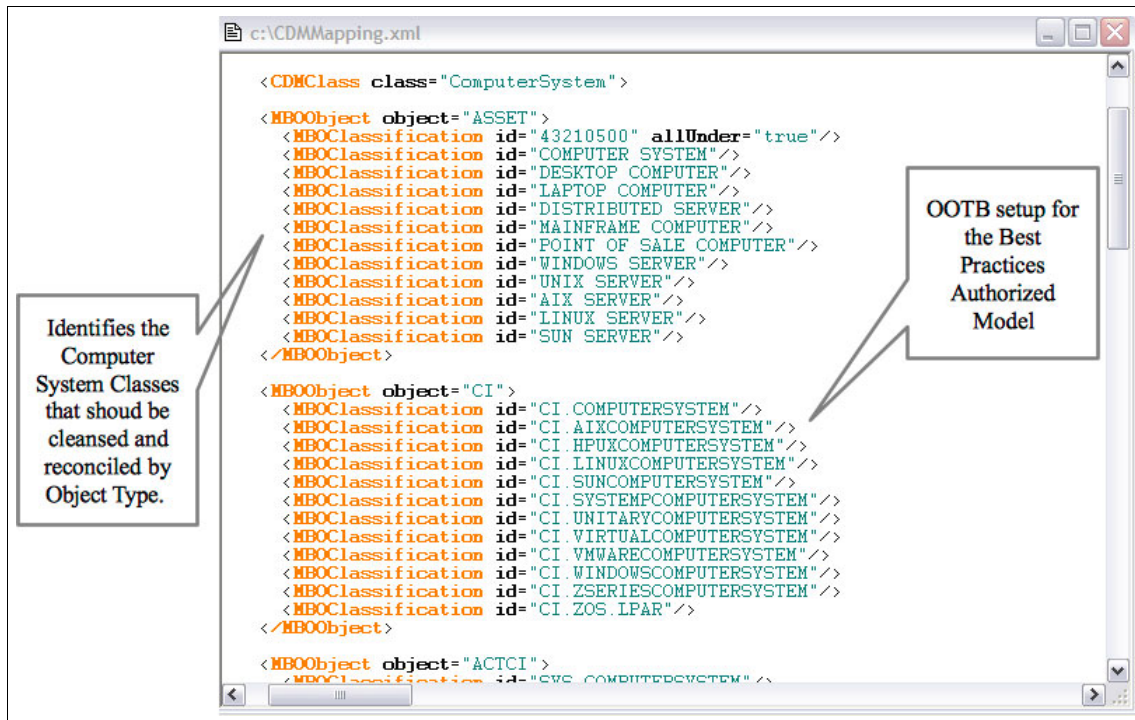 c:\CDMMapping.xml
<CDMClass class="ComputerSystem">
<MBOObject object="ASSET">
<MBOClassification id="43210500" allUnder="true"/>
<MBOClassification id="COMPUTER SYSTEM"/>
<MBOClassification id="DESKTOP COMPUTER"/>
<MBOClassification id="LAPTOP COMPUTER"/>
<MBOClassification id="DISTRIBUTED SERVER"/>
<MBOClassification id="MAINFRAME COMPUTER"/>
<MBOClassification id="POINT OF SALE COMPUTER"/>
<MBOClassification id="WINDOWS SERVER"/>
<MBOClassification id="UNIX SERVER"/>
<MBOClassification id="AIX SERVER"/>
<MBOClassification id="LINUX SERVER"/>
<MBOClassification id="SUN SERVER"/>
</MBOObject>
<MBOObject object="CI">
<MBOClassification id="CI.COMPUTERSYSTEM"/>
<MBOClassification id="CI.AIXCOMPUTERSYSTEM"/>
<MBOClassification id="CI.HPUXCOMPUTERSYSTEM"/>
<MBOClassification id="CI.LINUXCOMPUTERSYSTEM"/>
<MBOClassification id="CI.SUNCOMPUTERSYSTEM"/>
<MBOClassification id="CI.SYSTEMPCOMPUTERSYSTEM"/>
<MBOClassification id="CI.UNITARYCOMPUTERSYSTEM"/>
<MBOClassification id="CI.VIRTUALCOMPUTERSYSTEM"/>
<MBOClassification id="CI.VMWARECOMPUTERSYSTEM"/>
<MBOClassification id="CI.WINDOWSCOMPUTERSYSTEM"/>
<MBOClassification id="CI.ZSERIESCOMPUTERSYSTEM"/>
<MBOClassification id="CI.ZOS.LPAR"/>
</MBOObject>
<MBOObject object="ACTCI">
<MBOClassification id="SYS.COMPUTERSYSTEM"/>
Identifies the
Computer
System Classes
that shoud be
cleansed and
reconciled by
Object Type.
OOTB setup for
the Best
Practices
Authorized
Model